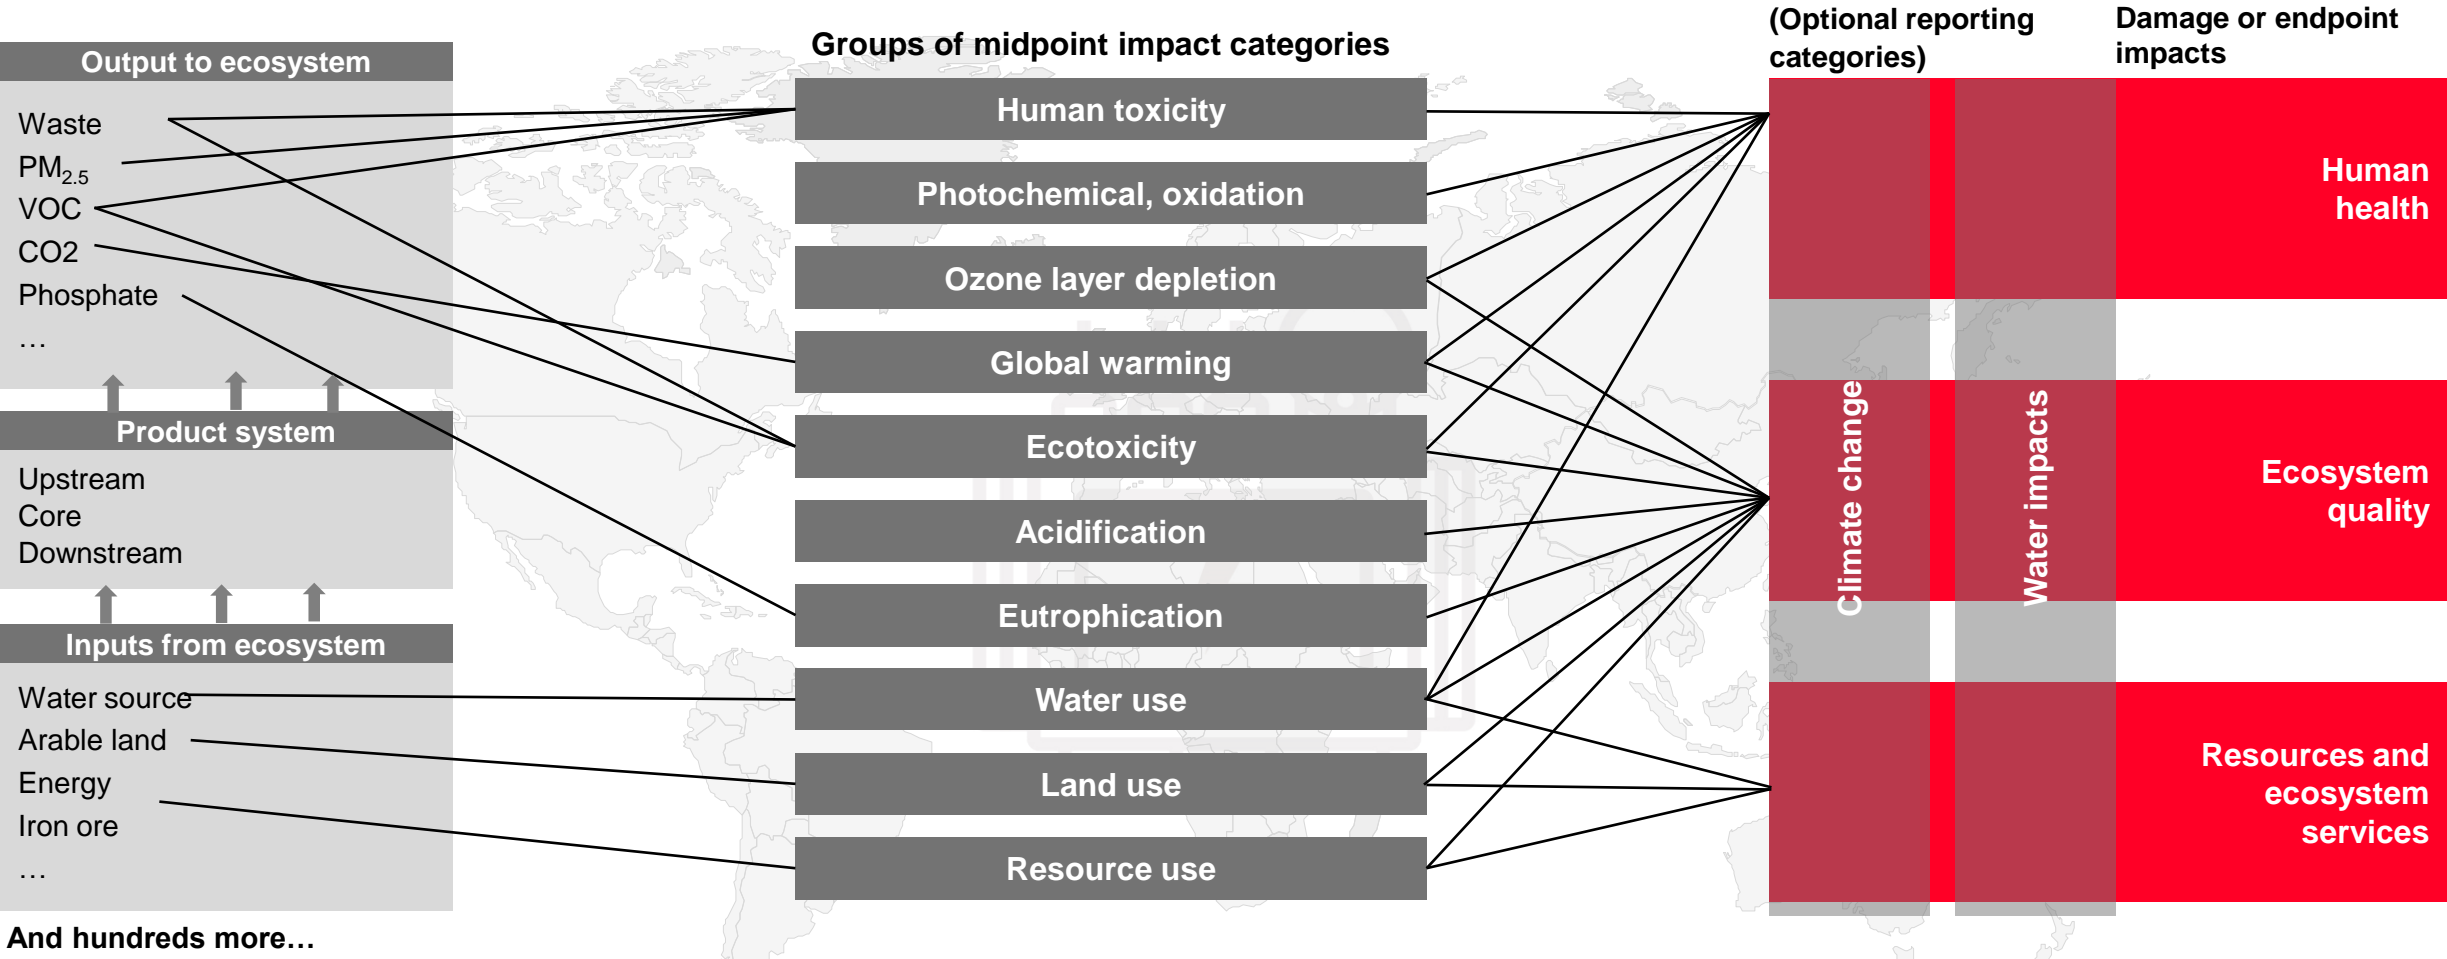 Output to ecosystem
Waste
PM2.5
VOC
CO2
Phosphate
…
Product system
Upstream
Core
Downstream
Inputs from ecosystem
Water source
Arable land
Energy
Iron ore
…
And hundreds more…
Groups of midpoint impact categories
Human toxicity
Photochemical, oxidation
Ozone layer depletion
Global warming
Ecotoxicity
Acidification
Eutrophication
Water use
Land use
Resource use
(Optional reporting
categories)
Climate change
Water impacts
Damage or endpoint
impacts
Human
health
Ecosystem
quality
Resources and
ecosystem
services